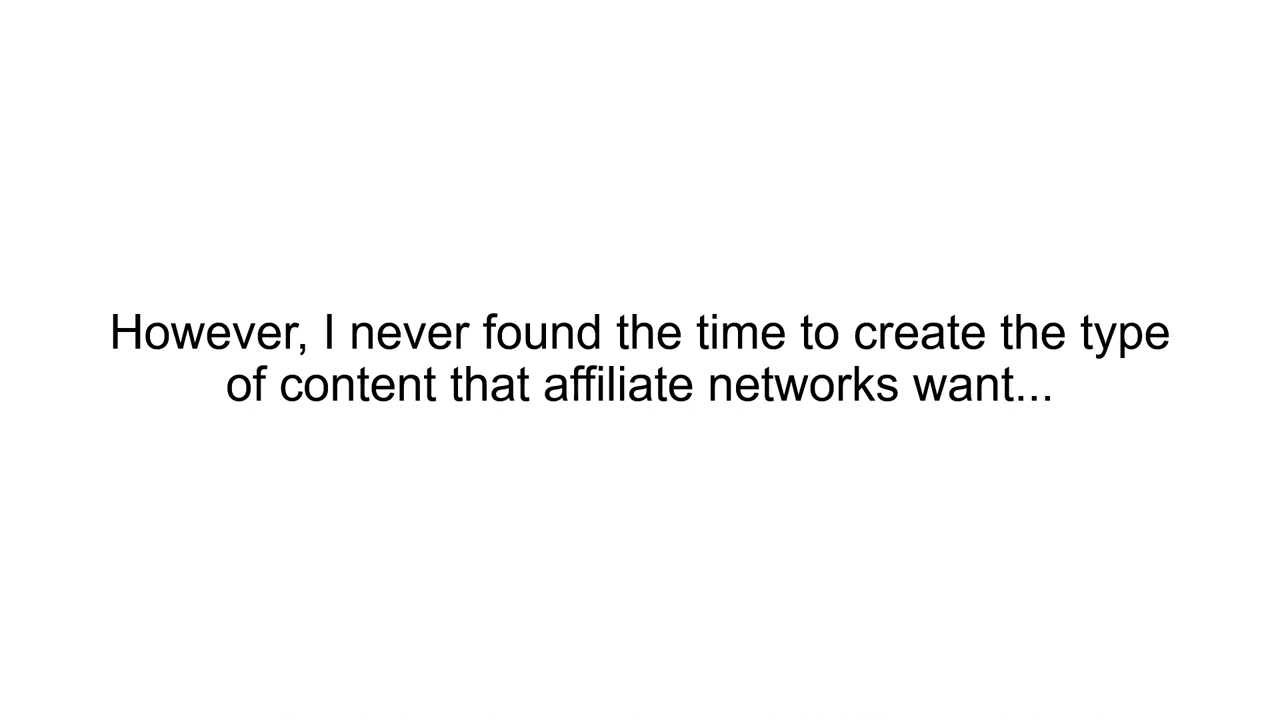 However, I never found the time to create the type
of content that affiliate networks want...